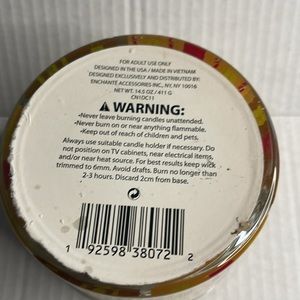 FOR ADULT USE ONLY
DESIGNED IN THE USA / MADE IN VIETNAM
DESIGNED EXCLUSIVELY AND DISTRIBUTED BY:
ENCHANTE ACCESSORIES INC., NY, NY 10016
NET WT. 14.5 OZ / 411 G
CN1DC11
WARNING:
•Never leave burning candles unattended.
•Never burn on or near anything flammable.
•Keep out of reach of children and pets.
Always use suitable candle holder if necessary. Do
not position on TV cabinets, near electrical items,
and/or near heat source. For best results keep wick
trimmed to 6mm. Avoid drafts. Burn no longer than
2-3 hours. Discard 2cm from base.
1 92598 38072 2